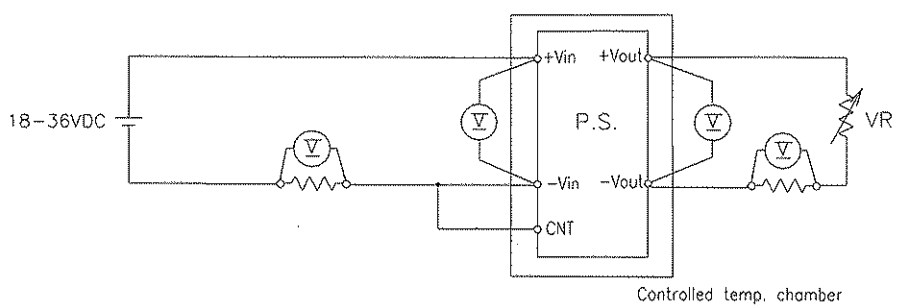 +Vin
+Vout
18-36VDC
V
V
V
V
P.S.
VR
-Vin
-Vout
CNT
Controlled temp. chamber